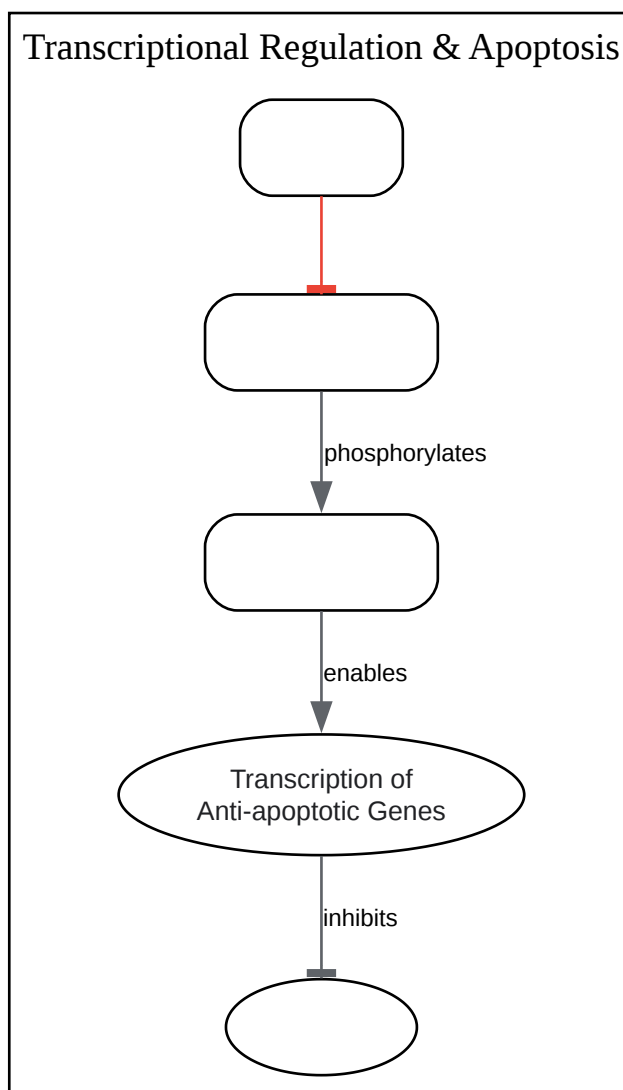 Transcriptional Regulation & Apoptosis
phosphorylates
enables
Transcription of
Anti-apoptotic Genes
inhibits